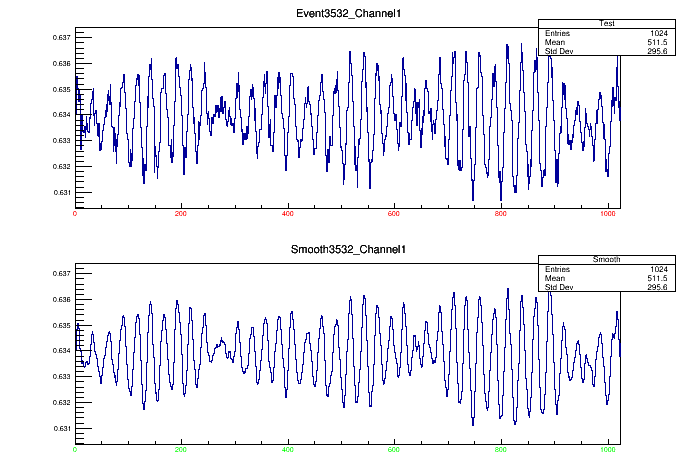 Event3532_Channel1
Test
Entries 1024
Mean 511.5
Std Dev 295.6
0.637
0.636
0.635
0.634
0.633
0.632
0.631
0 200 400 600 800 1000
Smooth3532_Channel1
Smooth
Entries 1024
Mean 511.5
Std Dev 295.6
0.637
0.636
0.635
0.634
0.633
0.632
0.631
0 200 400 600 800 1000